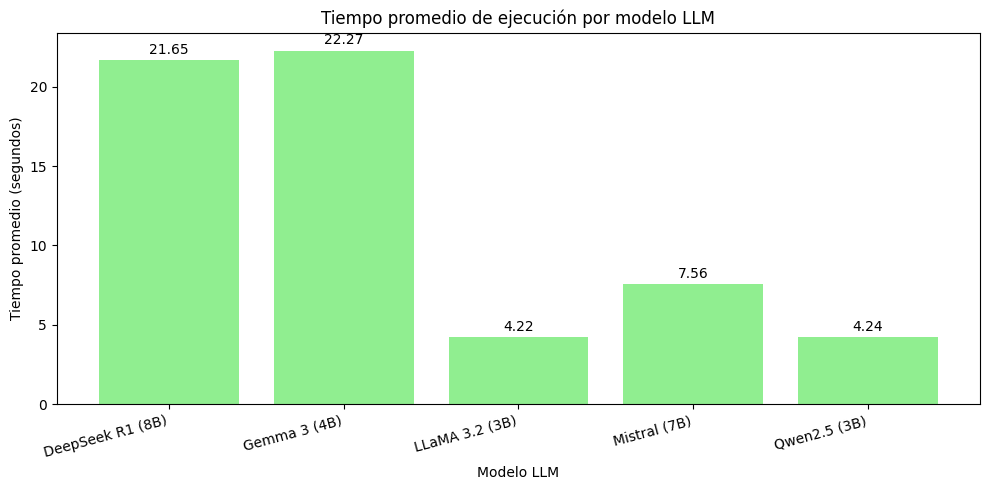 Tiempo promedio de ejecución por modelo LLM
Tiempo promedio (segundos)
20
15
10
5
0
21.65
22.27
4.22
7.56
4.24
DeepSeek R1 (8B)
Gemma 3 (4B)
LLaMA 3.2 (3B)
Mistral (7B)
Qwen2.5 (3B)
Modelo LLM